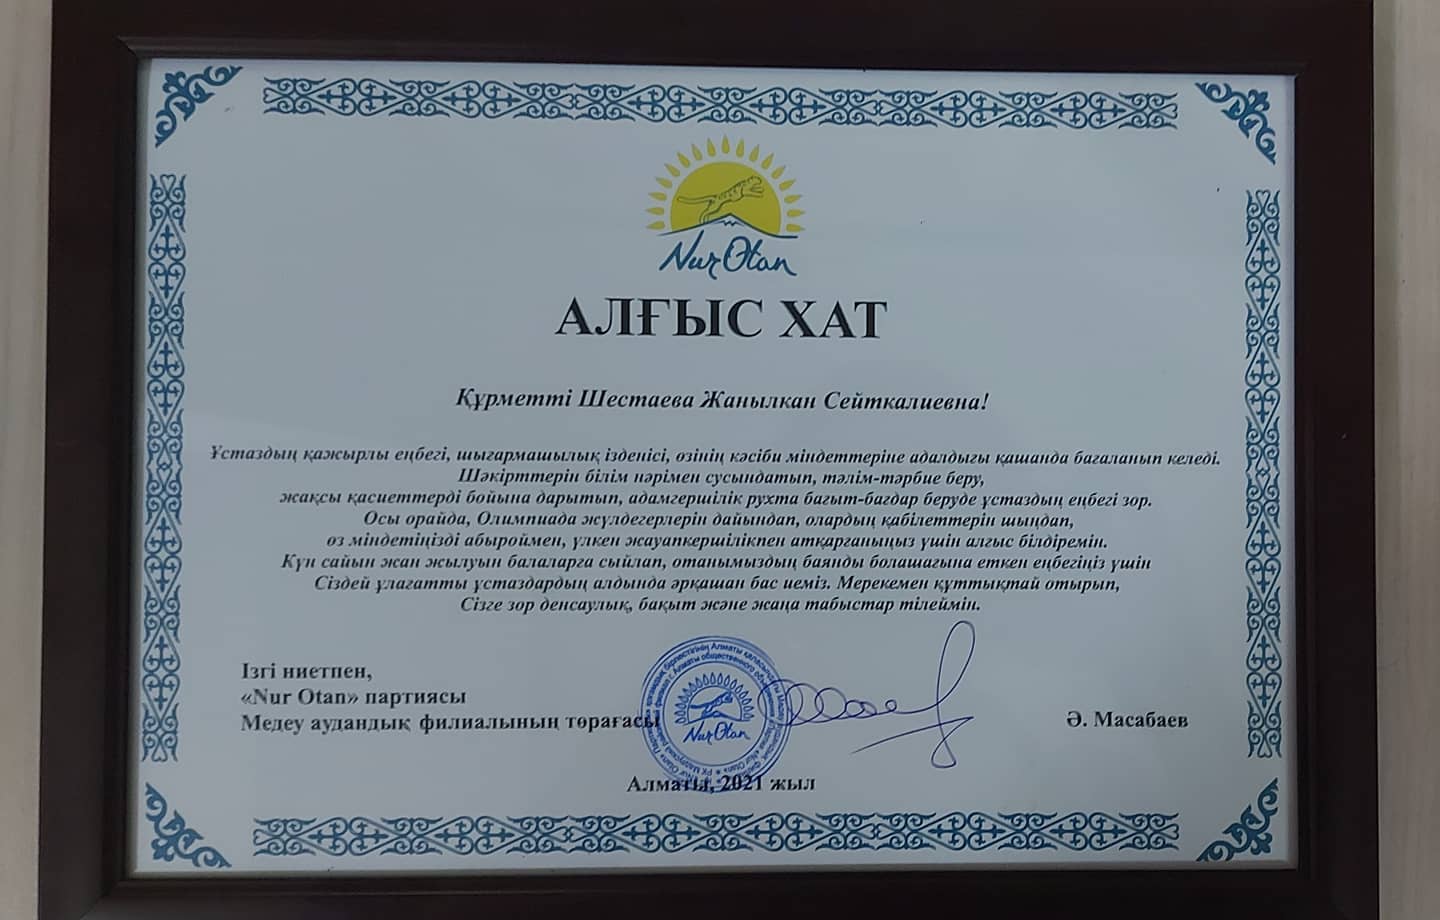 Nur Otan
АЛҒЫС ХАТ
Құрметті Шестаева Жанылкан Сейткалиевна!
Ұстаздың қажырлы еңбегі, шығармашылық ізденісі, өзінің кәсіби міндеттеріне адалдығы қашанда бағаланып келеді.
Шәкірттерін білім нәрімен сусындатып, тәлім-тәрбие беру,
жақсы қасиеттерді бойына дарытып, адамгершілік рухта бағыт-бағдар беруде ұстаздың еңбегі зор.
Осы орайда, Олимпиада жүлдегерлерін дайындап, олардың қабілеттерін шыңдап,
өз міндетіңізді абыроймен, үлкен жауапкершілікпен атқарғаныңыз үшін алғыс білдіремін.
Күн сайын жан жылуын балаларға сыйлап, отанымыздың баянды болашағына еткен еңбегіңіз үшін
Сіздей ұлағатты ұстаздардың алдында әрқашан бас иеміз. Мерекемен құттықтай отырып,
Сізге зор денсаулық, бақыт және жаңа табыстар тілеймін.
Ізгі ниетпен,
«Nur Otan» партиясы
Медеу аудандық филиалының төрағасы
Ә. Масабаев
Nur Otan
Алматы, 2021 жыл